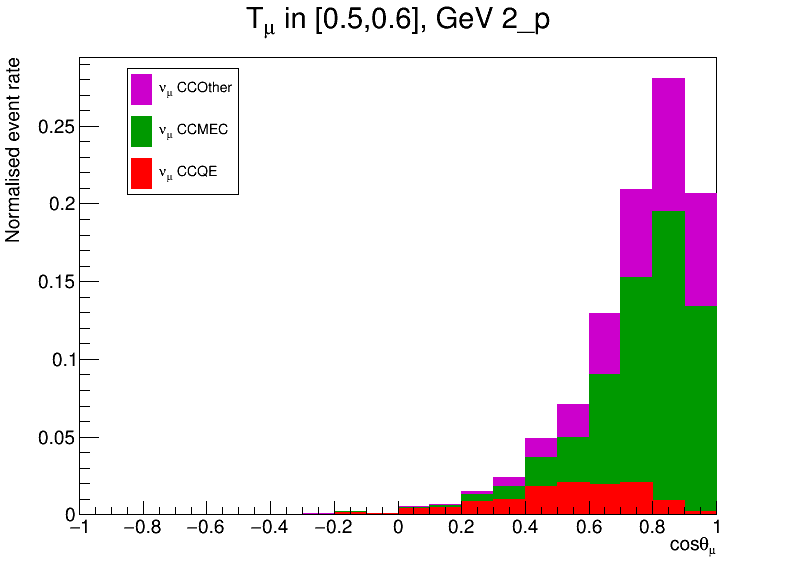 Tμ in [0.5,0.6], GeV 2_p
Normalised event rate
νμ CCOther
νμ CCMEC
νμ CCQE
0.25
0.2
0.15
0.1
0.05
0
−1 −0.8 −0.6 −0.4 −0.2 0 0.2 0.4 0.6 0.8 1
cosθμ